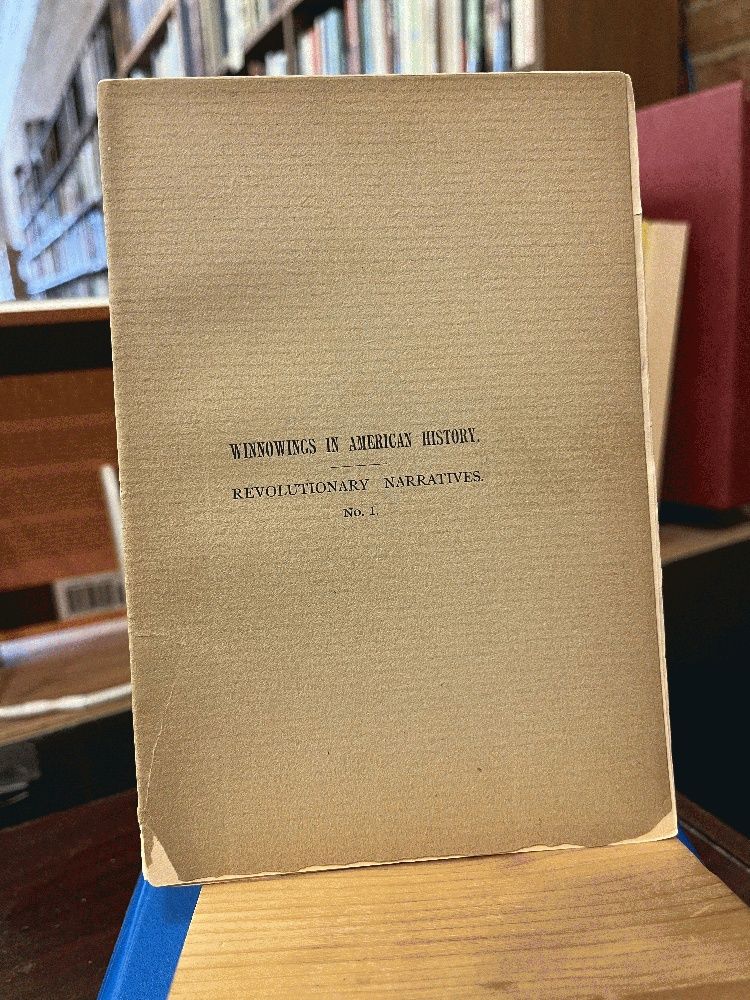 WINNOWINGS IN AMERICAN HISTORY.
REVOLUTIONARY NARRATIVES.
No. 1.